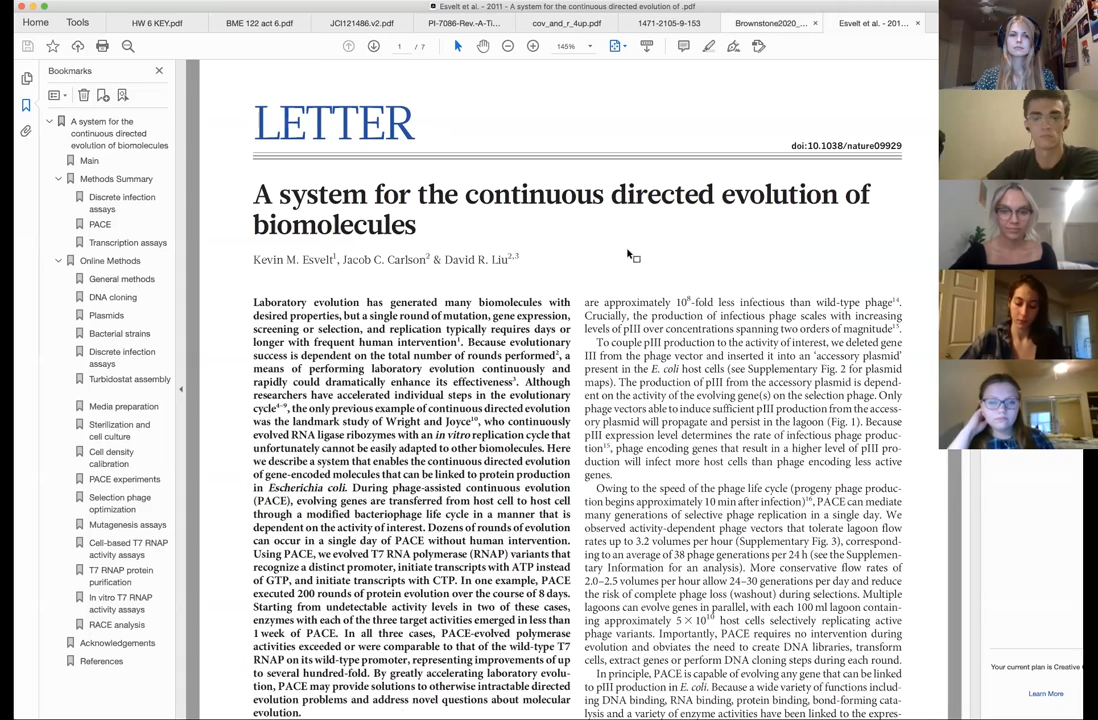 Esvelt et al. - 2011 - A system for the continuous directed evolution of .pdf
Home Tools HW 6 KEY.pdf BME 122 act 6.pdf JCI121486.v2.pdf PI-7086-Rev.-A-Ti... cov_and_r_4up.pdf 1471-2105-9-153 Brownstone2020_... × Esvelt et al. - 201... ×
1 / 7 145%
Bookmarks
A system for the
continuous directed
evolution of biomolecules
Main
Methods Summary
Discrete infection
assays
PACE
Transcription assays
Online Methods
General methods
DNA cloning
Plasmids
Bacterial strains
Discrete infection
assays
Turbidostat assembly
Media preparation
Sterilization and
cell culture
Cell density
calibration
PACE experiments
Selection phage
optimization
Mutagenesis assays
Cell-based T7 RNAP
activity assays
T7 RNAP protein
purification
In vitro T7 RNAP
activity assays
RACE analysis
Acknowledgements
References
LETTER
doi:10.1038/nature09929
A system for the continuous directed evolution of
biomolecules
Kevin M. Esvelt1, Jacob C. Carlson2 & David R. Liu2,3
Laboratory evolution has generated many biomolecules with
desired properties, but a single round of mutation, gene expression,
screening or selection, and replication typically requires days or
longer with frequent human intervention1. Because evolutionary
success is dependent on the total number of rounds performed2, a
means of performing laboratory evolution continuously and
rapidly could dramatically enhance its effectiveness3. Although
researchers have accelerated individual steps in the evolutionary
cycle4–9, the only previous example of continuous directed evolution
was the landmark study of Wright and Joyce10, who continuously
evolved RNA ligase ribozymes with an in vitro replication cycle that
unfortunately cannot be easily adapted to other biomolecules. Here
we describe a system that enables the continuous directed evolution
of gene-encoded molecules that can be linked to protein production
in Escherichia coli. During phage-assisted continuous evolution
(PACE), evolving genes are transferred from host cell to host cell
through a modified bacteriophage life cycle in a manner that is
dependent on the activity of interest. Dozens of rounds of evolution
can occur in a single day of PACE without human intervention.
Using PACE, we evolved T7 RNA polymerase (RNAP) variants that
recognize a distinct promoter, initiate transcripts with ATP instead
of GTP, and initiate transcripts with CTP. In one example, PACE
executed 200 rounds of protein evolution over the course of 8 days.
Starting from undetectable activity levels in two of these cases,
enzymes with each of the three target activities emerged in less than
1 week of PACE. In all three cases, PACE-evolved polymerase
activities exceeded or were comparable to that of the wild-type T7
RNAP on its wild-type promoter, representing improvements of up
to several hundred-fold. By greatly accelerating laboratory evolu-
tion, PACE may provide solutions to otherwise intractable directed
evolution problems and address novel questions about molecular
evolution.
are approximately 108-fold less infectious than wild-type phage14.
Crucially, the production of infectious phage scales with increasing
levels of pIII over concentrations spanning two orders of magnitude15.
To couple pIII production to the activity of interest, we deleted gene
III from the phage vector and inserted it into an ‘accessory plasmid’
present in the E. coli host cells (see Supplementary Fig. 2 for plasmid
maps). The production of pIII from the accessory plasmid is depend-
ent on the activity of the evolving gene(s) on the selection phage. Only
phage vectors able to induce sufficient pIII production from the access-
ory plasmid will propagate and persist in the lagoon (Fig. 1). Because
pIII expression level determines the rate of infectious phage produc-
tion15, phage encoding genes that result in a higher level of pIII pro-
duction will infect more host cells than phage encoding less active
genes.
Owing to the speed of the phage life cycle (progeny phage produc-
tion begins approximately 10 min after infection)16, PACE can mediate
many generations of selective phage replication in a single day. We
observed activity-dependent phage vectors that tolerate lagoon flow
rates up to 3.2 volumes per hour (Supplementary Fig. 3), correspond-
ing to an average of 38 phage generations per 24 h (see the Supplemen-
tary Information for an analysis). More conservative flow rates of
2.0–2.5 volumes per hour allow 24–30 generations per day and reduce
the risk of complete phage loss (washout) during selections. Multiple
lagoons can evolve genes in parallel, with each 100 ml lagoon contain-
ing approximately 5 × 1010 host cells selectively replicating active
phage variants. Importantly, PACE requires no intervention during
evolution and obviates the need to create DNA libraries, transform
cells, extract genes or perform DNA cloning steps during each round.
In principle, PACE is capable of evolving any gene that can be linked
to pIII production in E. coli. Because a wide variety of functions includ-
ing DNA binding, RNA binding, protein binding, bond-forming cata-
lysis and a variety of enzyme activities have been linked to the expres-
Your current plan is Creative
Learn More